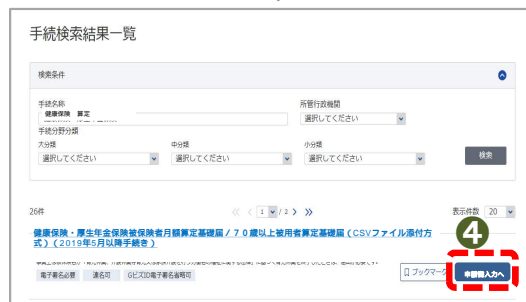 手続検索結果一覧
検索条件
手続名称
所管行政機関
健康保険 算定
選択してください
手続分野分類
大分類 中分類 小分類
選択してください 選択してください 選択してください 検索
26件 1 / 2 表示件数 20
4
健康保険・厚生年金保険被保険者月額算定基礎届／７０歳以上被用者算定基礎届（CSVファイル添付方
式）（2019年5月以降手続き）
電子署名必要 連名可 GビズID電子署名省略可 ブックマーク 申請書入力へ